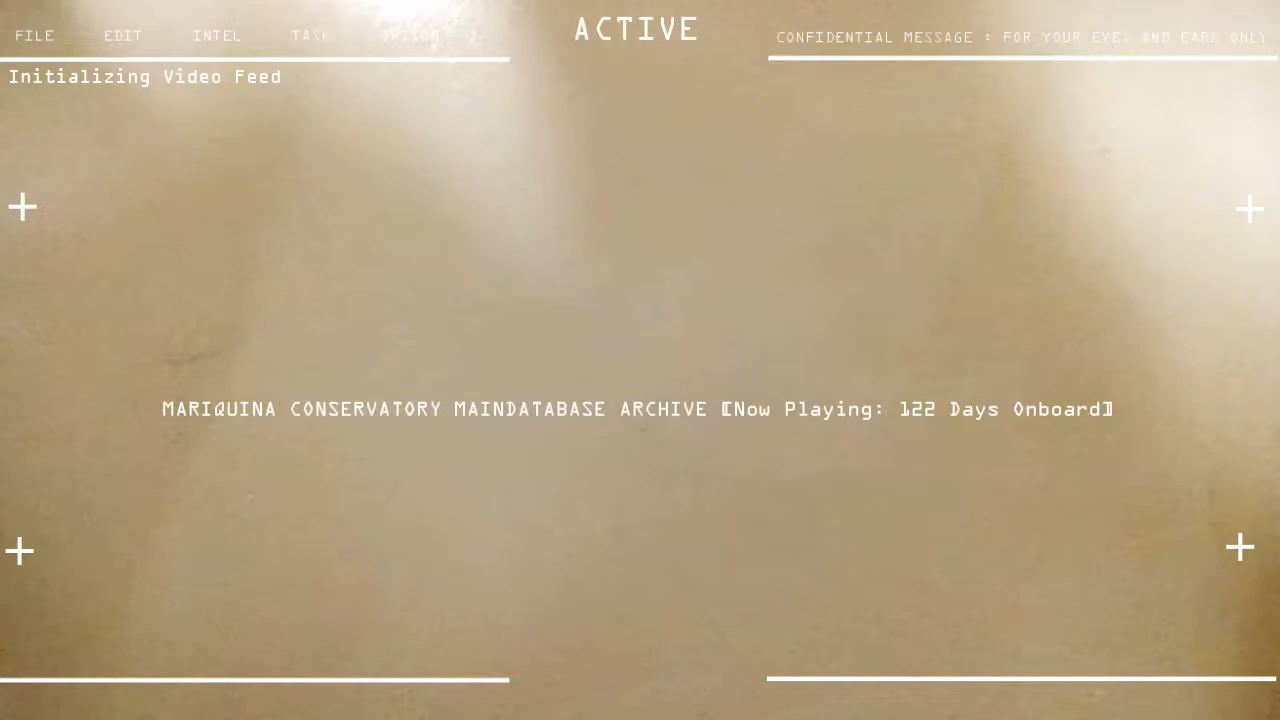 FILE EDIT INTEL TASK OPTION
ACTIVE
CONFIDENTIAL MESSAGE : FOR YOUR EYES AND EARS ONLY
Initializing Video Feed
MARIQUINA CONSERVATORY MAINDATABASE ARCHIVE [Now Playing: 122 Days Onboard]